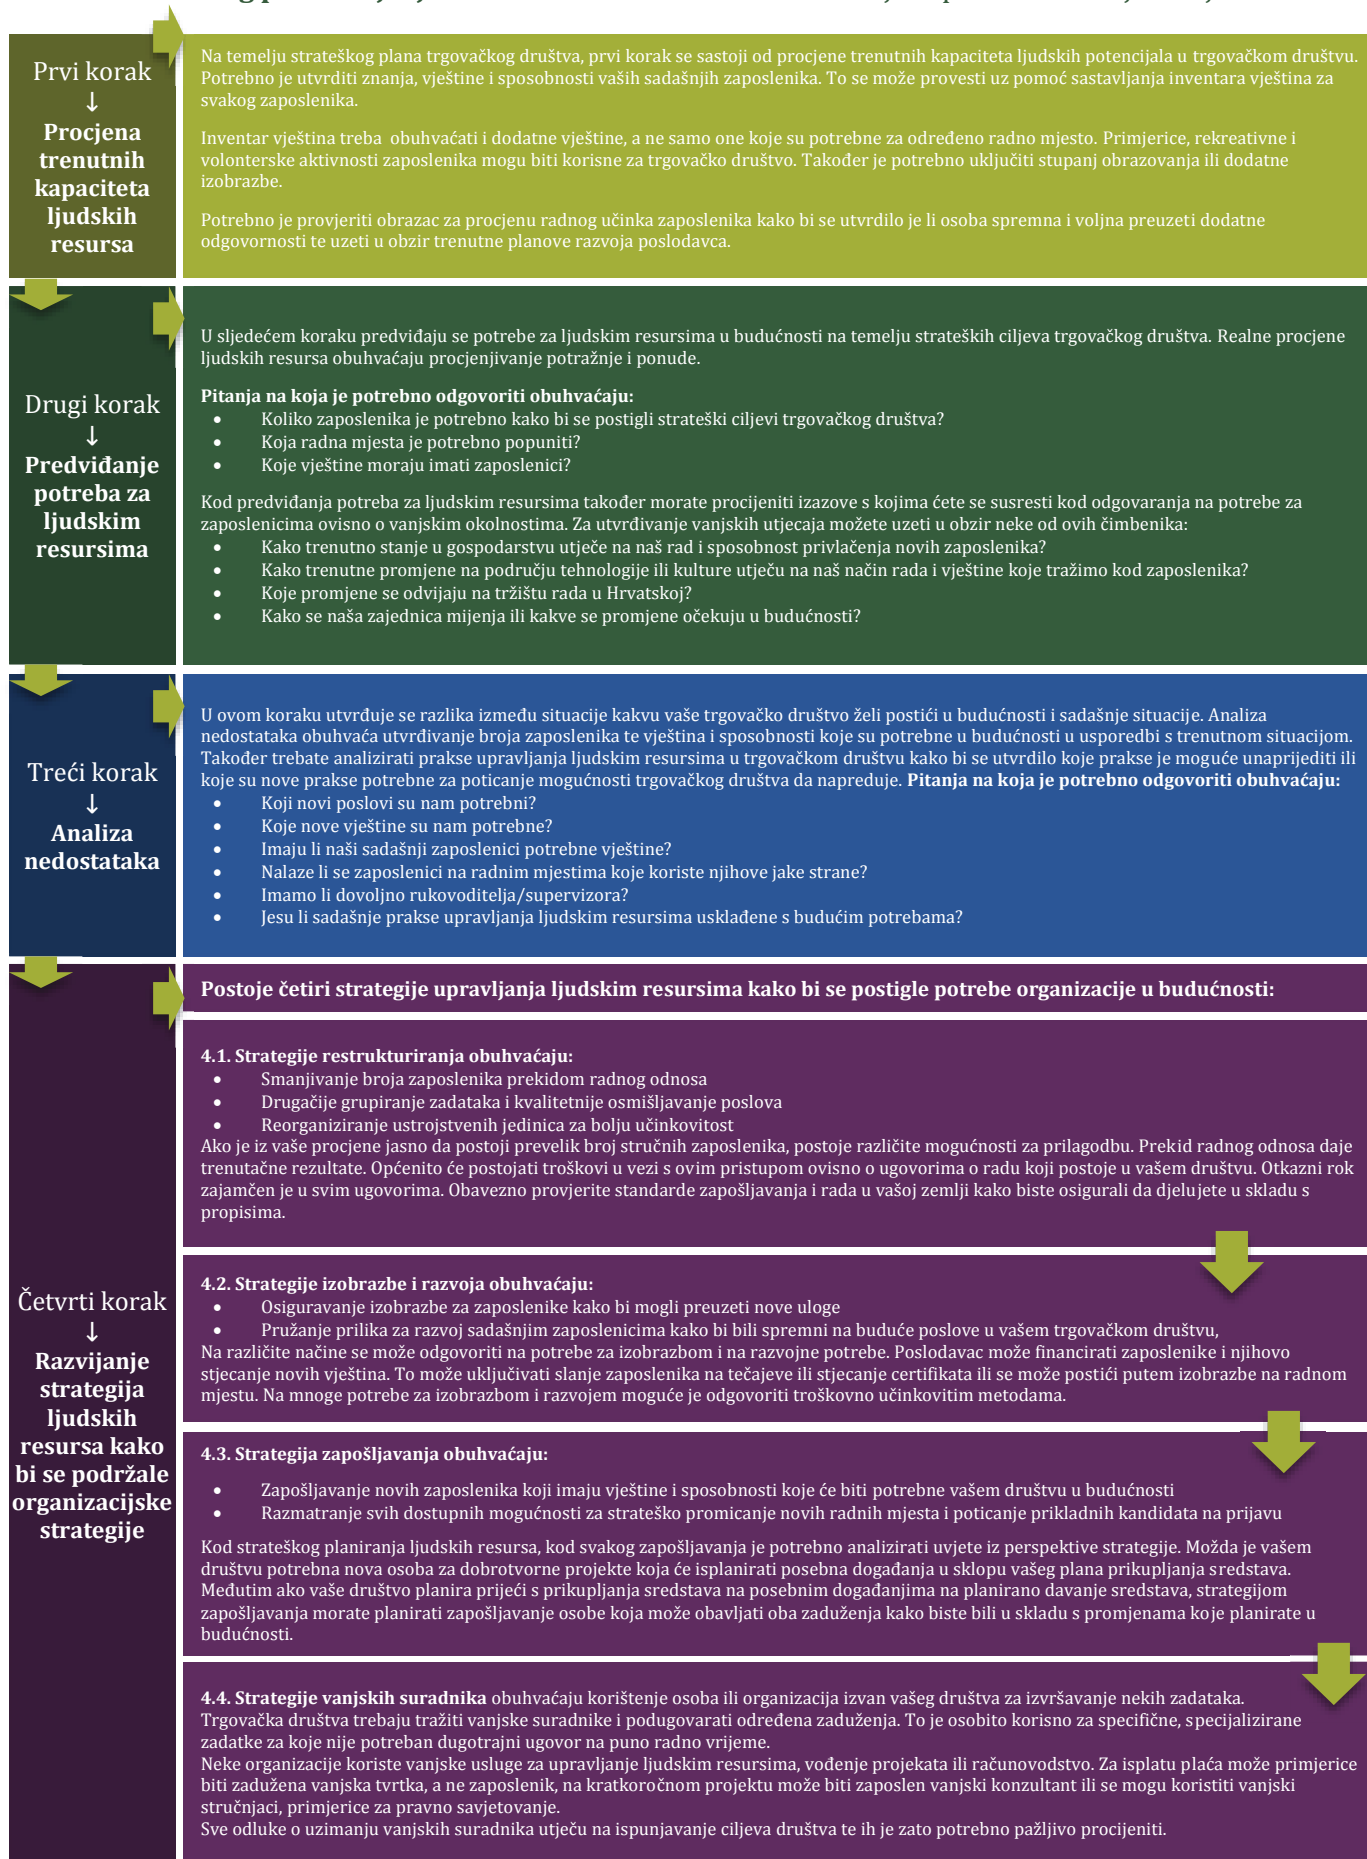 Prvi korak
↓
Procjena
trenutnih
kapaciteta
ljudskih
resursa
Na temelju strateškog plana trgovačkog društva, prvi korak se sastoji od procjene trenutnih kapaciteta ljudskih potencijala u trgovačkom društvu.
Potrebno je utvrditi znanja, vještine i sposobnosti vaših sadašnjih zaposlenika. To se može provesti uz pomoć sastavljanja inventara vještina za
svakog zaposlenika.
Inventar vještina treba obuhvaćati i dodatne vještine, a ne samo one koje su potrebne za određeno radno mjesto. Primjerice, rekreativne i
volonterske aktivnosti zaposlenika mogu biti korisne za trgovačko društvo. Također je potrebno uključiti stupanj obrazovanja ili dodatne
izobrazbe.
Potrebno je provjeriti obrazac za procjenu radnog učinka zaposlenika kako bi se utvrdilo je li osoba spremna i voljna preuzeti dodatne
odgovornosti te uzeti u obzir trenutne planove razvoja poslodavca.
Drugi korak
↓
Predviđanje
potreba za
ljudskim
resursima
U sljedećem koraku predviđaju se potrebe za ljudskim resursima u budućnosti na temelju strateških ciljeva trgovačkog društva. Realne procjene
ljudskih resursa obuhvaćaju procjenjivanje potražnje i ponude.
Pitanja na koja je potrebno odgovoriti obuhvaćaju:
• Koliko zaposlenika je potrebno kako bi se postigli strateški ciljevi trgovačkog društva?
• Koja radna mjesta je potrebno popuniti?
• Koje vještine moraju imati zaposlenici?
Kod predviđanja potreba za ljudskim resursima također morate procijeniti izazove s kojima ćete se susresti kod odgovaranja na potrebe za
zaposlenicima ovisno o vanjskim okolnostima. Za utvrđivanje vanjskih utjecaja možete uzeti u obzir neke od ovih čimbenika:
• Kako trenutno stanje u gospodarstvu utječe na naš rad i sposobnost privlačenja novih zaposlenika?
• Kako trenutne promjene na području tehnologije ili kulture utječu na naš način rada i vještine koje tražimo kod zaposlenika?
• Koje promjene se odvijaju na tržištu rada u Hrvatskoj?
• Kako se naša zajednica mijenja ili kakve se promjene očekuju u budućnosti?
Treći korak
↓
Analiza
nedostataka
U ovom koraku utvrđuje se razlika između situacije kakvu vaše trgovačko društvo želi postići u budućnosti i sadašnje situacije. Analiza
nedostataka obuhvaća utvrđivanje broja zaposlenika te vještina i sposobnosti koje su potrebne u budućnosti u usporedbi s trenutnom situacijom.
Također trebate analizirati prakse upravljanja ljudskim resursima u trgovačkom društvu kako bi se utvrdilo koje prakse je moguće unaprijediti ili
koje su nove prakse potrebne za poticanje mogućnosti trgovačkog društva da napreduje. Pitanja na koja je potrebno odgovoriti obuhvaćaju:
• Koji novi poslovi su nam potrebni?
• Koje nove vještine su nam potrebne?
• Imaju li naši sadašnji zaposlenici potrebne vještine?
• Nalaze li se zaposlenici na radnim mjestima koje koriste njihove jake strane?
• Imamo li dovoljno rukovoditelja/supervizora?
• Jesu li sadašnje prakse upravljanja ljudskim resursima usklađene s budućim potrebama?
Četvrti korak
↓
Razvijanje
strategija
ljudskih
resursa kako
bi se podržale
organizacijske
strategije
Postoje četiri strategije upravljanja ljudskim resursima kako bi se postigle potrebe organizacije u budućnosti:
4.1. Strategije restrukturiranja obuhvaćaju:
• Smanjivanje broja zaposlenika prekidom radnog odnosa
• Drugačije grupiranje zadataka i kvalitetnije osmišljavanje poslova
• Reorganiziranje ustrojstvenih jedinica za bolju učinkovitost
Ako je iz vaše procjene jasno da postoji prevelik broj stručnih zaposlenika, postoje različite mogućnosti za prilagodbu. Prekid radnog odnosa daje
trenutačne rezultate. Općenito će postojati troškovi u vezi s ovim pristupom ovisno o ugovorima o radu koji postoje u vašem društvu. Otkazni rok
zajamčen je u svim ugovorima. Obavezno provjerite standarde zapošljavanja i rada u vašoj zemlji kako biste osigurali da djelujete u skladu s
propisima.
4.2. Strategije izobrazbe i razvoja obuhvaćaju:
• Osiguravanje izobrazbe za zaposlenike kako bi mogli preuzeti nove uloge
• Pružanje prilika za razvoj sadašnjim zaposlenicima kako bi bili spremni na buduće poslove u vašem trgovačkom društvu,
Na različite načine se može odgovoriti na potrebe za izobrazbom i na razvojne potrebe. Poslodavac može financirati zaposlenike i njihovo
stjecanje novih vještina. To može uključivati slanje zaposlenika na tečajeve ili stjecanje certifikata ili se može postići putem izobrazbe na radnom
mjestu. Na mnoge potrebe za izobrazbom i razvojem moguće je odgovoriti troškovno učinkovitim metodama.
4.3. Strategija zapošljavanja obuhvaćaju:
• Zapošljavanje novih zaposlenika koji imaju vještine i sposobnosti koje će biti potrebne vašem društvu u budućnosti
• Razmatranje svih dostupnih mogućnosti za strateško promicanje novih radnih mjesta i poticanje prikladnih kandidata na prijavu
Kod strateškog planiranja ljudskih resursa, kod svakog zapošljavanja je potrebno analizirati uvjete iz perspektive strategije. Možda je vašem
društvu potrebna nova osoba za dobrotvorne projekte koja će isplanirati posebna događanja u sklopu vašeg plana prikupljanja sredstava.
Međutim ako vaše društvo planira prijeći s prikupljanja sredstava na posebnim događanjima na planirano davanje sredstava, strategijom
zapošljavanja morate planirati zapošljavanje osobe koja može obavljati oba zaduženja kako biste bili u skladu s promjenama koje planirate u
budućnosti.
4.4. Strategije vanjskih suradnika obuhvaćaju korištenje osoba ili organizacija izvan vašeg društva za izvršavanje nekih zadataka.
Trgovačka društva trebaju tražiti vanjske suradnike i podugovarati određena zaduženja. To je osobito korisno za specifične, specijalizirane
zadatke za koje nije potreban dugotrajni ugovor na puno radno vrijeme.
Neke organizacije koriste vanjske usluge za upravljanje ljudskim resursima, vođenje projekata ili računovodstvo. Za isplatu plaća može primjerice
biti zadužena vanjska tvrtka, a ne zaposlenik, na kratkoročnom projektu može biti zaposlen vanjski konzultant ili se mogu koristiti vanjski
stručnjaci, primjerice za pravno savjetovanje.
Sve odluke o uzimanju vanjskih suradnika utječu na ispunjavanje ciljeva društva te ih je zato potrebno pažljivo procijeniti.